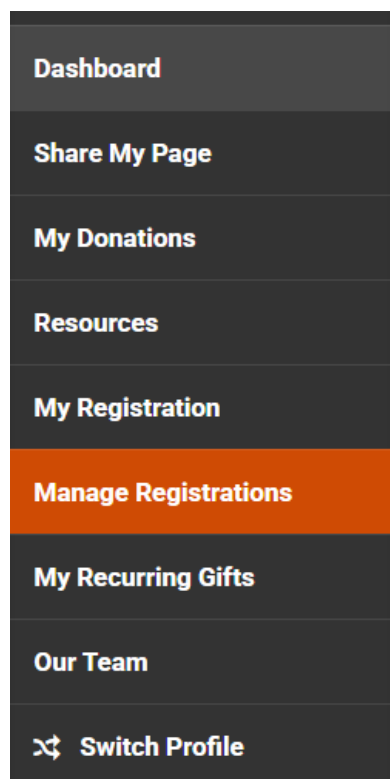 Dashboard
Share My Page
My Donations
Resources
My Registration
Manage Registrations
My Recurring Gifts
Our Team
Switch Profile